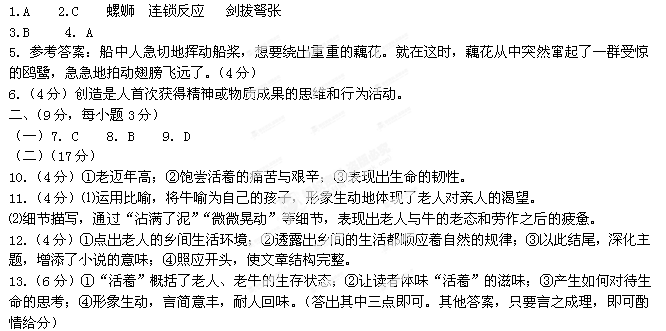 1.A 2.C 螺蛳 连锁反应 剑拔弩张
3.B 4. A
5. 参考答案：船中人急切地挥动船桨，想要绕出重重的藕花。就在这时，藕花从中突然窜起了一群受惊
的鸥鹭，急急地拍动翅膀飞远了。（4分）
6.（4分）创造是人首次获得精神或物质成果的思维和行为活动。
二、（9分，每小题3分）
（一）7. C 8. B 9. D
（二）（17分）
10.（4分）①老迈年高；②饱尝活着的痛苦与艰辛；③表现出生命的韧性。
11.（4分）⑴运用比喻，将牛喻为自己的孩子，形象生动地体现了老人对亲人的渴望。
⑵细节描写，通过“沾满了泥”“微微晃动”等细节，表现出老人与牛的老态和劳作之后的疲惫。
12.（4分）①点出老人的乡间生活环境；②透露出乡间的生活都顺应着自然的规律；③以此结尾，深化主
题，增添了小说的意味；④照应开头，使文章结构完整。
13.（6分）①“活着”概括了老人、老牛的生存状态；②让读者体味“活着”的滋味；③产生如何对待生
命的思考；④形象生动，言简意丰，耐人回味。（答出其中三点即可。其他答案，只要言之成理，即可酌
情给分）